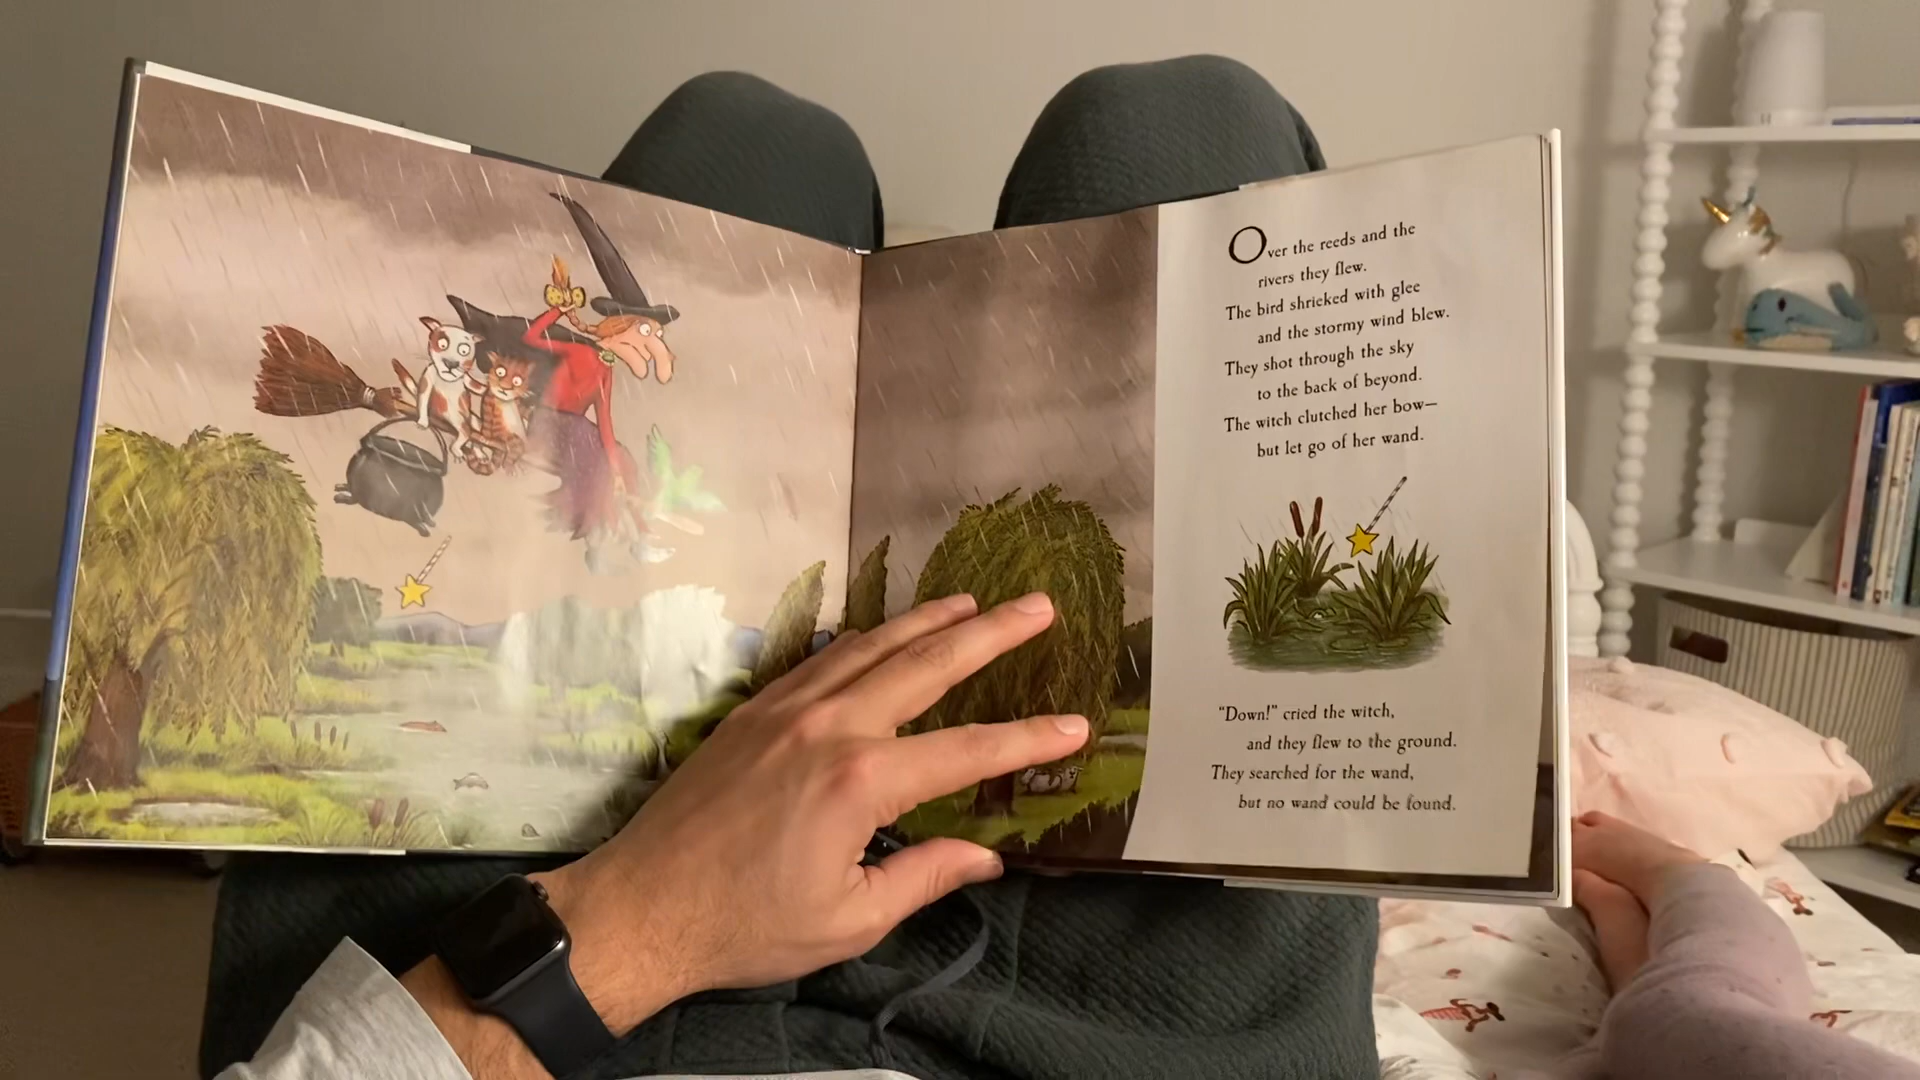 Over the reeds and the
rivers they flew.
The bird shrieked with glee
and the stormy wind blew.
They shot through the sky
to the back of beyond.
The witch clutched her bow—
but let go of her wand.
“Down!” cried the witch,
and they flew to the ground.
They searched for the wand,
but no wand could be found.